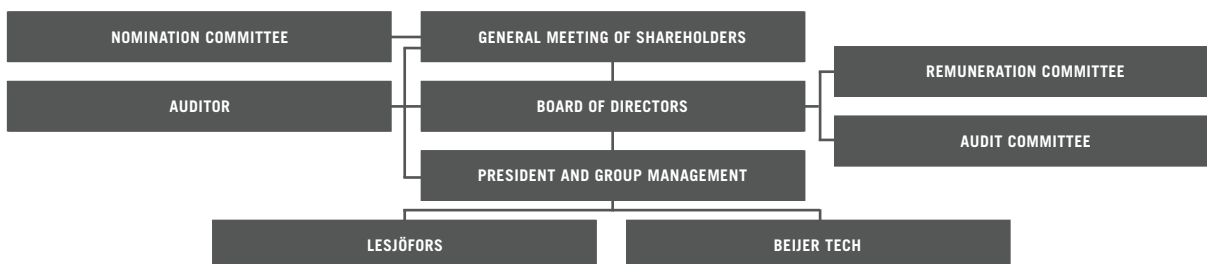 NOMINATION COMMITTEE
GENERAL MEETING OF SHAREHOLDERS
REMUNERATION COMMITTEE
AUDITOR
BOARD OF DIRECTORS
AUDIT COMMITTEE
PRESIDENT AND GROUP MANAGEMENT
LESJÖFORS
BEIJER TECH